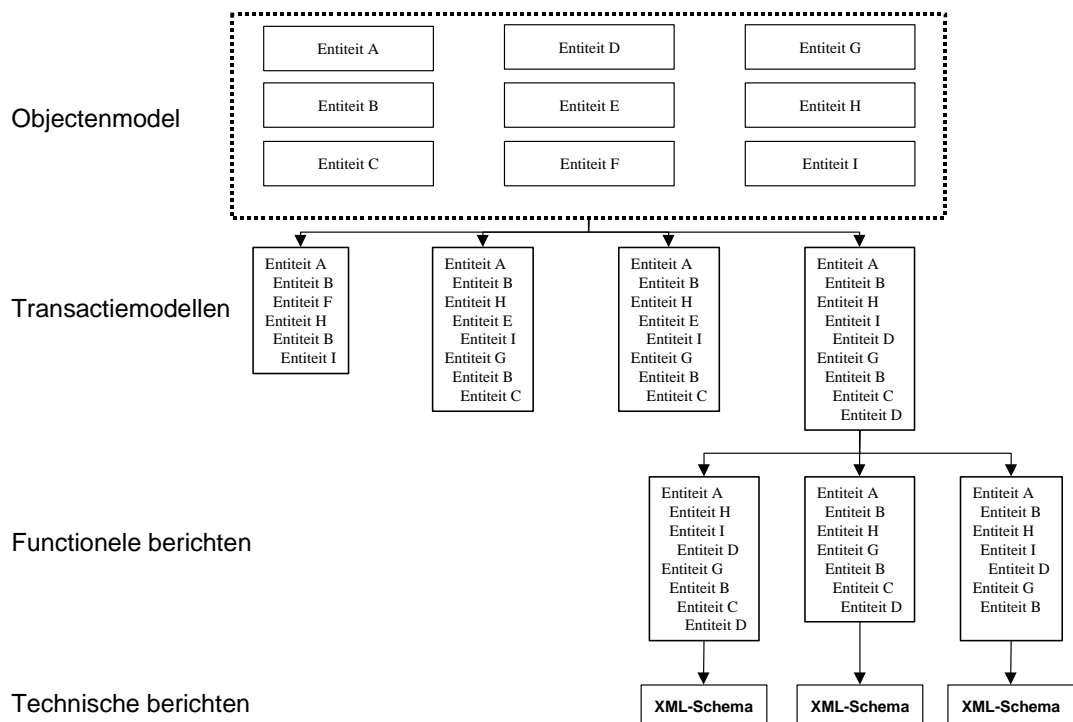 Objectenmodel
Entiteit A
Entiteit D
Entiteit G
Entiteit B
Entiteit E
Entiteit H
Entiteit C
Entiteit F
Entiteit I
Transactiemodellen
Entiteit A
Entiteit B
Entiteit F
Entiteit H
Entiteit B
Entiteit I
Entiteit A
Entiteit B
Entiteit H
Entiteit E
Entiteit I
Entiteit G
Entiteit B
Entiteit C
Entiteit A
Entiteit B
Entiteit H
Entiteit E
Entiteit I
Entiteit G
Entiteit B
Entiteit C
Entiteit A
Entiteit B
Entiteit H
Entiteit I
Entiteit D
Entiteit G
Entiteit B
Entiteit C
Entiteit D
Functionele berichten
Entiteit A
Entiteit H
Entiteit I
Entiteit D
Entiteit G
Entiteit B
Entiteit C
Entiteit D
Entiteit A
Entiteit B
Entiteit H
Entiteit G
Entiteit B
Entiteit C
Entiteit D
Entiteit A
Entiteit B
Entiteit H
Entiteit I
Entiteit D
Entiteit G
Entiteit B
Technische berichten
XML-Schema
XML-Schema
XML-Schema